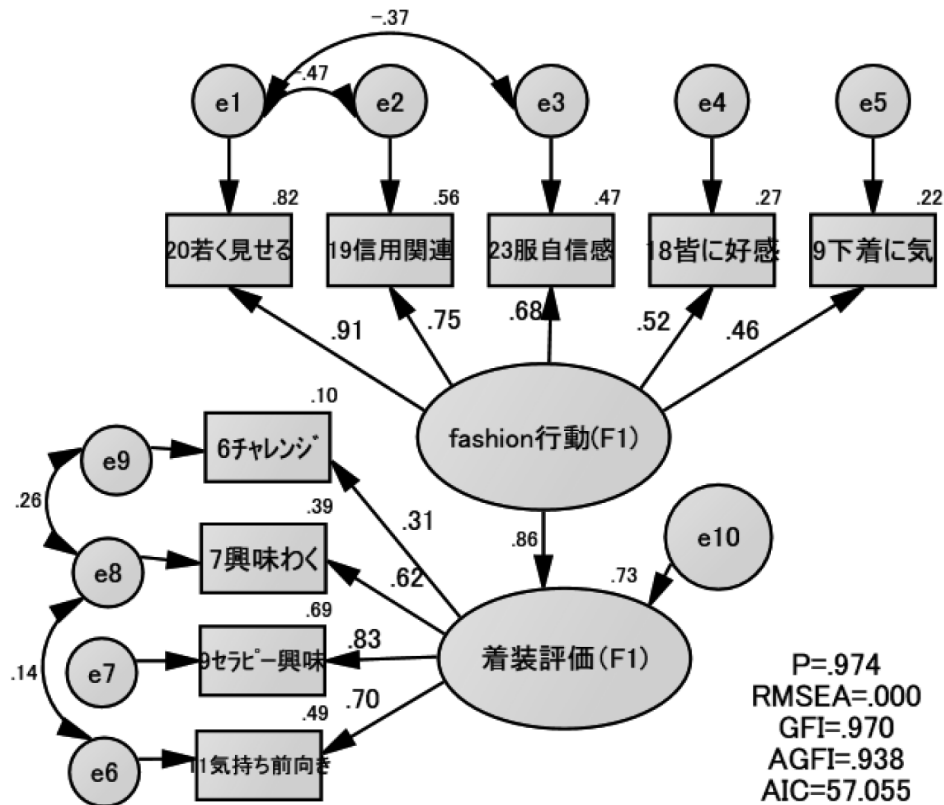 -.37
-.47
e1
e2
e3
e4
e5
.82
.56
.47
.27
.22
20若く見せる
19信用関連
23服自信感
18皆に好感
9下着に気
.91
.75
.68
.52
.46
.10
fashion行動(F1)
e9
6チャレンジ
.26
.39
.31
.86
e10
e8
7興味わく
.62
.73
.69
.83
着装評価(F1)
.14
e7
9セラピー興味
.70
.49
e6
11気持ち前向き
P=.974
RMSEA=.000
GFI=.970
AGFI=.938
AIC=57.055